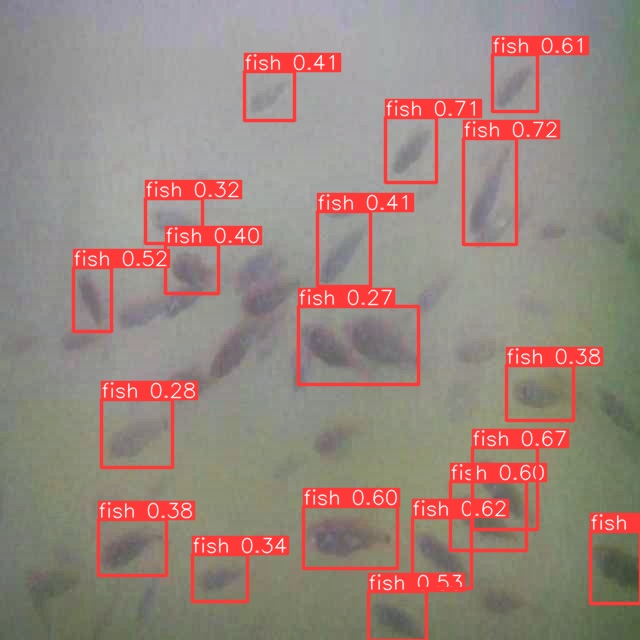 fish 0.61
fish 0.41
fish 0.71
fish 0.72
fish 0.32
fish 0.41
fish 0.40
fish 0.52
fish 0.27
fish 0.38
fish 0.28
fish 0.67
fish 0.60
fish 0.60
fish 0.62
fish 0.38
fish
fish 0.34
fish 0.53